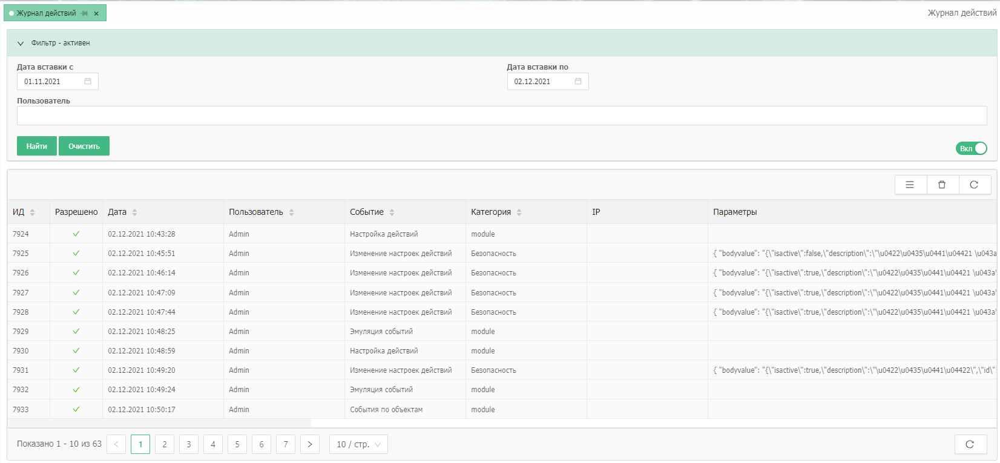 Журнал действий
Журнал действий
Фильтр - активен
Дата вставки с
Дата вставки по
01.11.2021
02.12.2021
Пользователь
Найти
Очистить
Вкл
ИД Разрешено Дата Пользователь Событие Категория IP Параметры
7924 02.12.2021 10:43:28 Admin Настройка действий module
7925 02.12.2021 10:45:51 Admin Изменение настроек действий Безопасность { "bodyvalue": "{\"isactive\":false,\"description\":\"\u0422\u0435\u0441\u04421 \u043a
7926 02.12.2021 10:46:14 Admin Изменение настроек действий Безопасность { "bodyvalue": "{\"isactive\":true,\"description\":\"\u0422\u0435\u0441\u04421 \u043a\
7927 02.12.2021 10:47:09 Admin Изменение настроек действий Безопасность { "bodyvalue": "{\"isactive\":true,\"description\":\"\u0422\u0435\u0441\u04421 \u043a\
7928 02.12.2021 10:47:44 Admin Изменение настроек действий Безопасность { "bodyvalue": "{\"isactive\":true,\"description\":\"\u0422\u0435\u0441\u04421 \u043a\
7929 02.12.2021 10:48:25 Admin Эмуляция событий module
7930 02.12.2021 10:48:59 Admin Настройка действий module
7931 02.12.2021 10:49:20 Admin Изменение настроек действий Безопасность { "bodyvalue": "{\"isactive\":true,\"description\":\"\u0422\u0435\u0441\u04422\",\"id\":
7932 02.12.2021 10:49:24 Admin Эмуляция событий module
7933 02.12.2021 10:50:17 Admin События по объектам module
Показано 1 - 10 из 63 < 1 2 3 4 5 6 7 > 10 / стр.